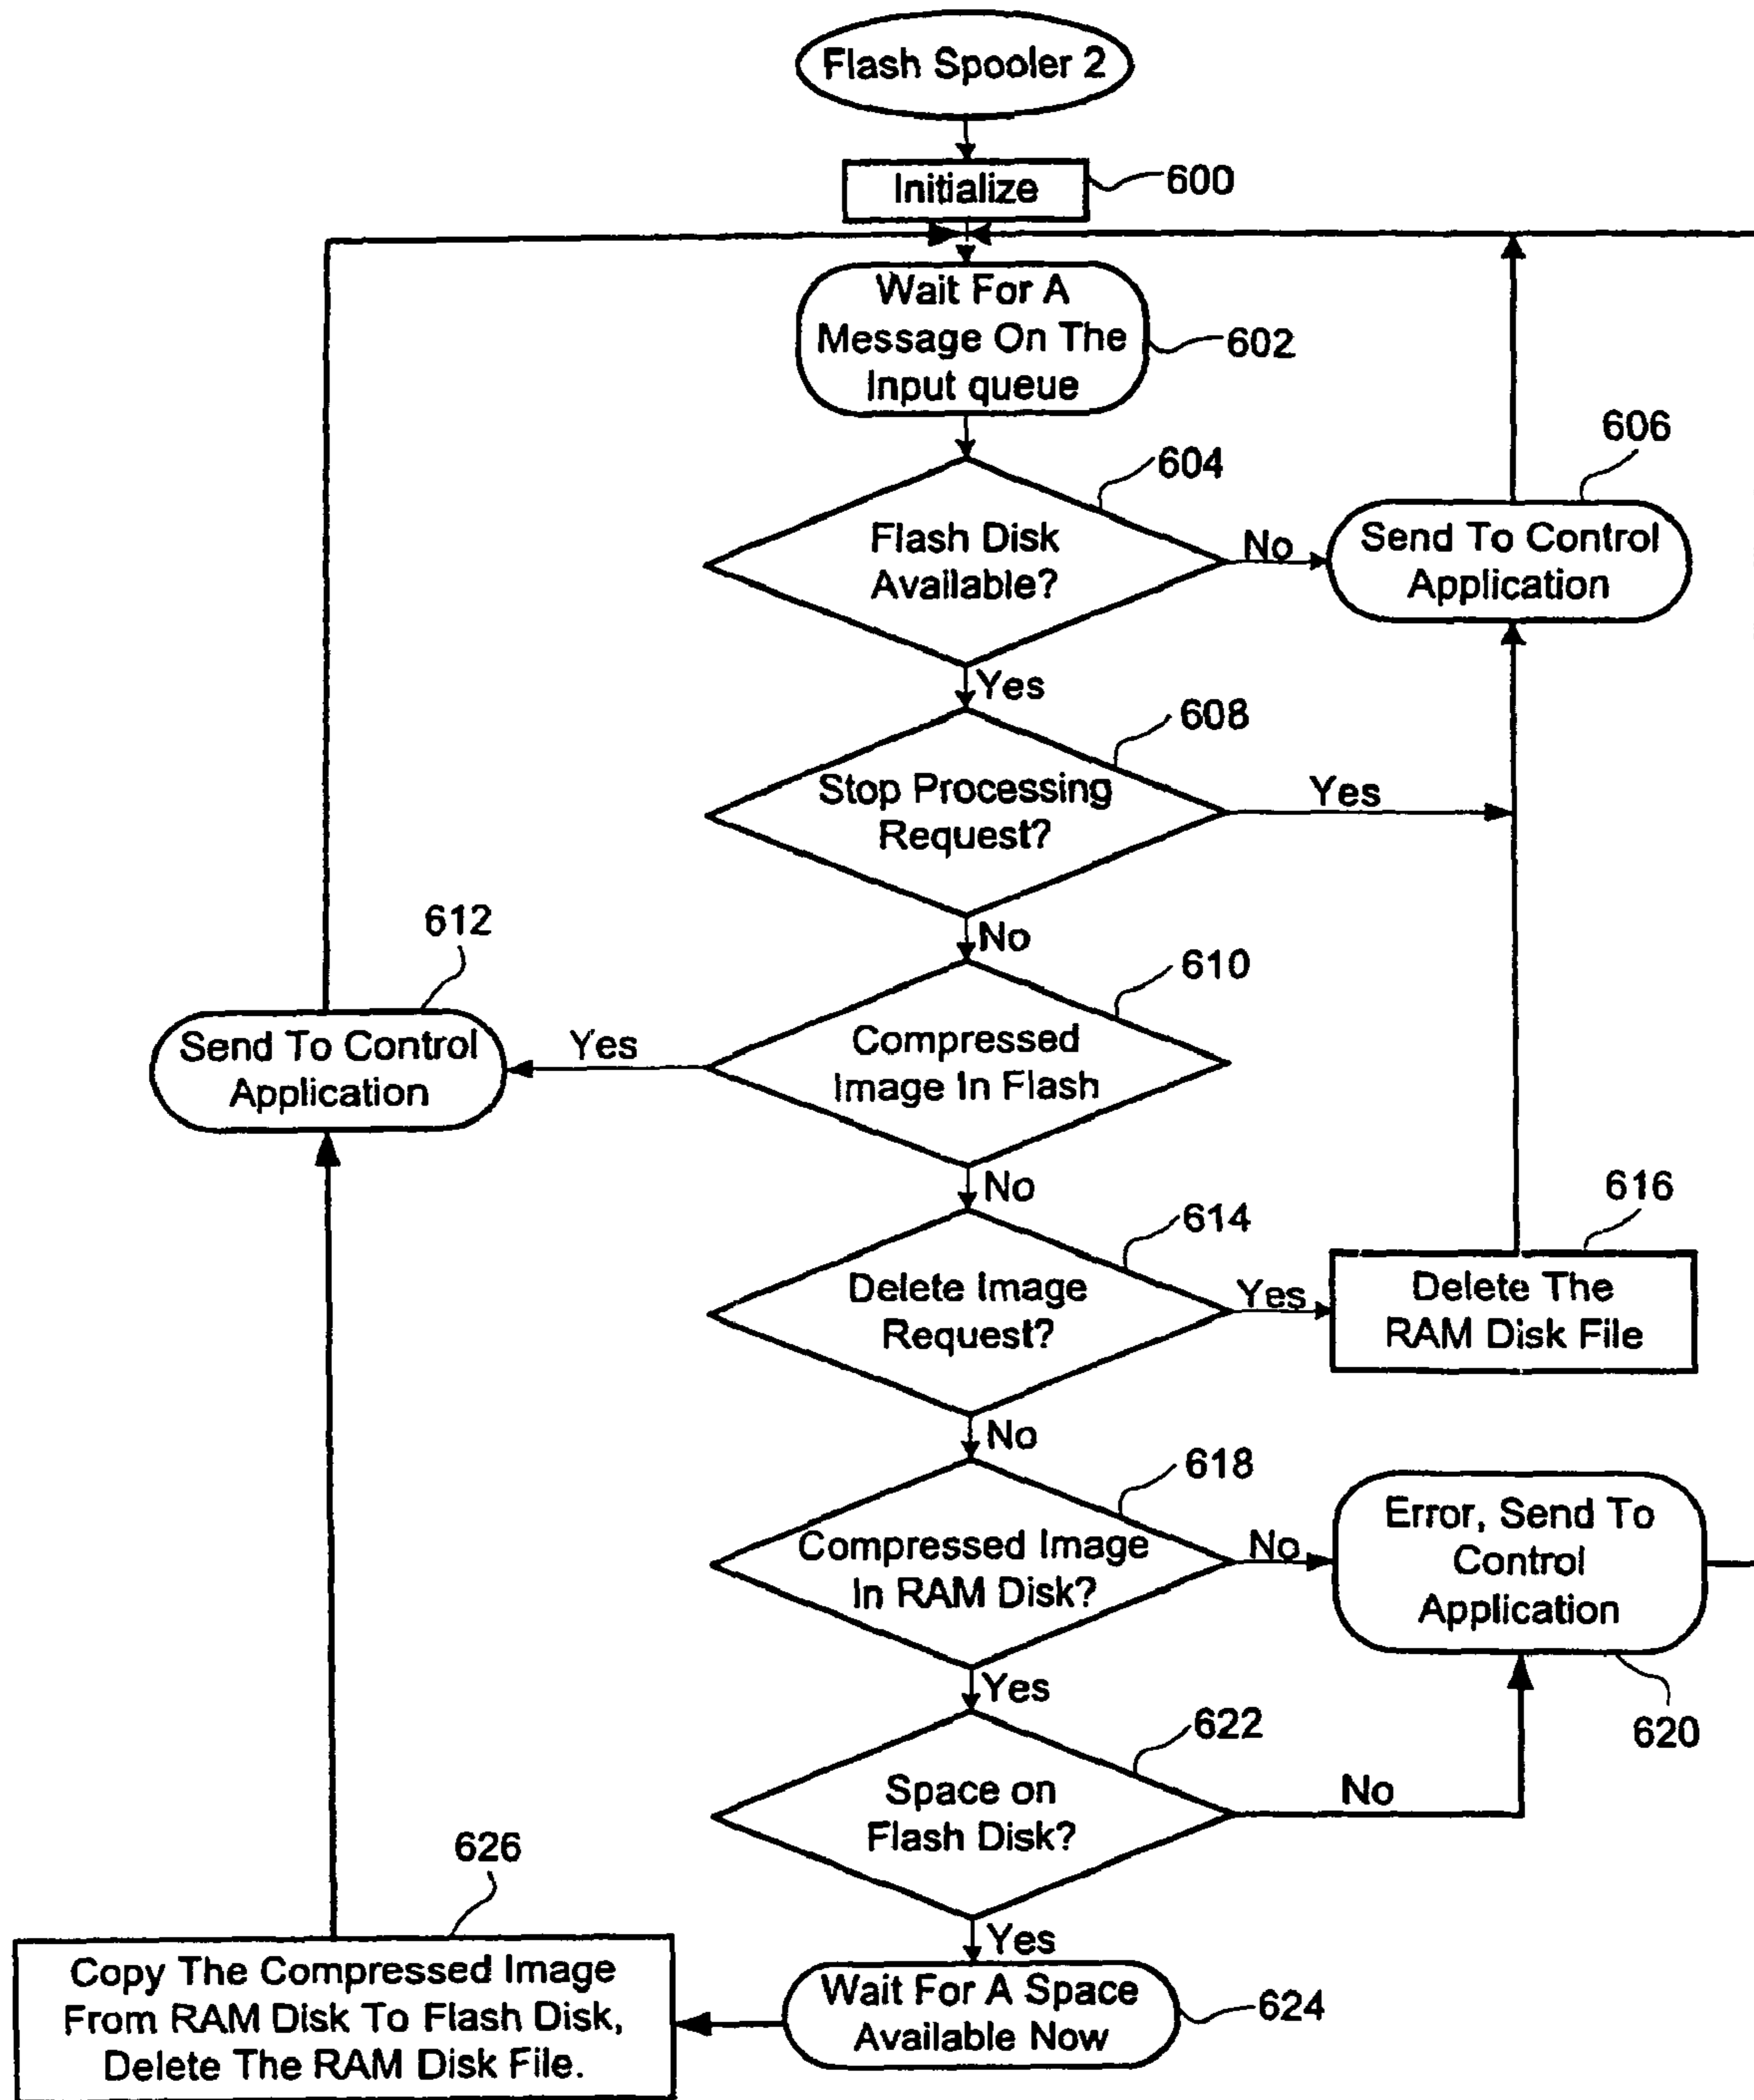 Flash Spooler 2
Initialize
600
Wait For A
Message On The
Input queue
602
604
Flash Disk
Available?
No
606
Send To Control
Application
Yes
608
Stop Processing
Request?
Yes
No
610
612
Compressed
Image In Flash
Yes
Send To Control
Application
No
614
616
Delete Image
Request?
Yes
Delete The
RAM Disk File
No
618
Compressed Image
In RAM Disk?
No
Error, Send To
Control
Application
620
Yes
622
Space on
Flash Disk?
No
Yes
626
Wait For A Space
Available Now
624
Copy The Compressed Image
From RAM Disk To Flash Disk,
Delete The RAM Disk File.